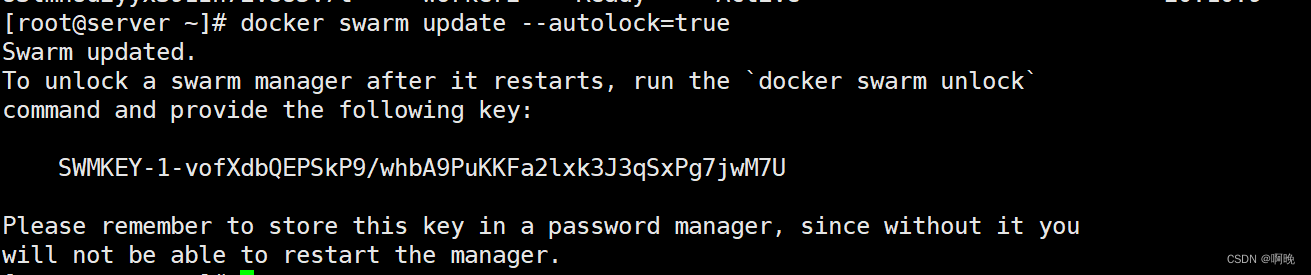 [root@server ~]# docker swarm update --autolock=true
Swarm updated.
To unlock a swarm manager after it restarts, run the `docker swarm unlock`
command and provide the following key:
SWMKEY-1-vofXdbQEPSkP9/whbA9PuKKFa2lxk3J3qSxPg7jwM7U
Please remember to store this key in a password manager, since without it you
will not be able to restart the manager.
CSDN @啊晚